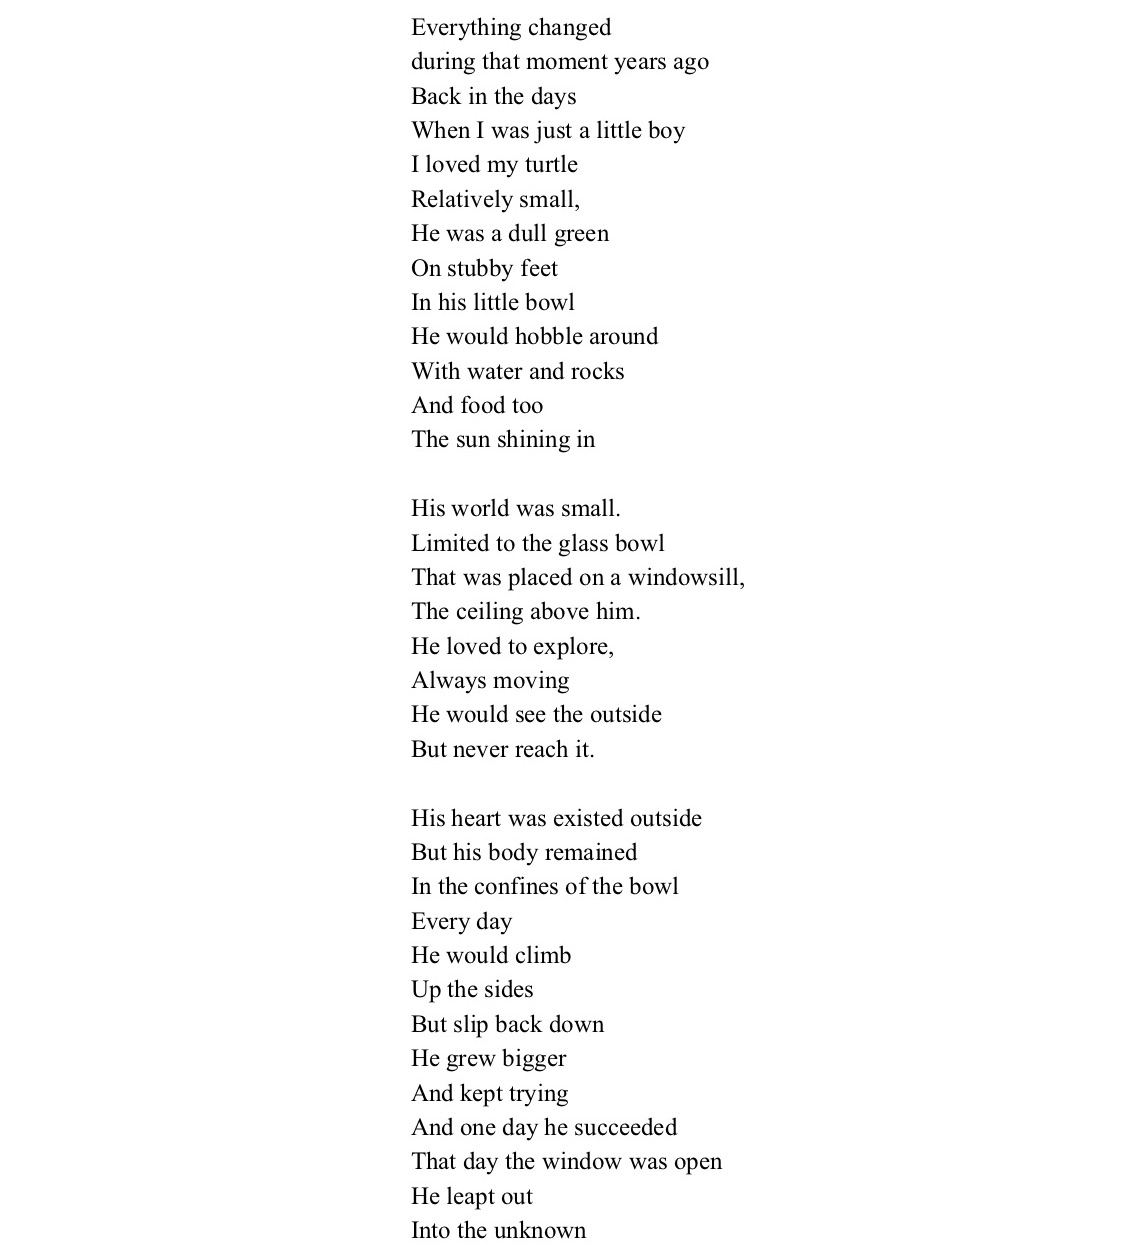 Everything changed
during that moment years ago
Back in the days
When I was just a little boy
I loved my turtle
Relatively small,
He was a dull green
On stubby feet
In his little bowl
He would hobble around
With water and rocks
And food too
The sun shining in
His world was small.
Limited to the glass bowl
That was placed on a windowsill,
The ceiling above him.
He loved to explore,
Always moving
He would see the outside
But never reach it.
His heart was existed outside
But his body remained
In the confines of the bowl
Every day
He would climb
Up the sides
But slip back down
He grew bigger
And kept trying
And one day he succeeded
That day the window was open
He leapt out
Into the unknown